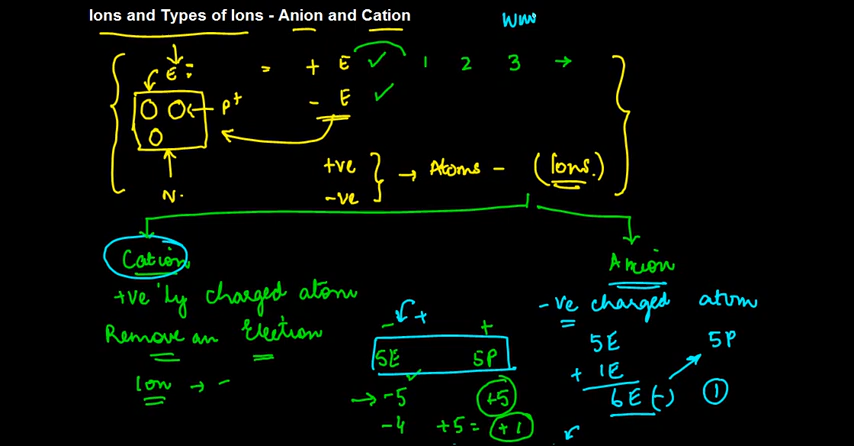 Ions and Types of Ions - Anion and Cation
E = + E ✓ 1 2 3 →
P+ - E ✓
N.
+ve
-ve } → Atoms - (Ions.)
Cation
+ve'ly charged atom
Remove an Election
Ion → -
- +
- +
5E 5P
→ -5 +5
-4 +5 = +1
Anion
-ve charged atom
5E 5P
+ 1E
6E (-) 1